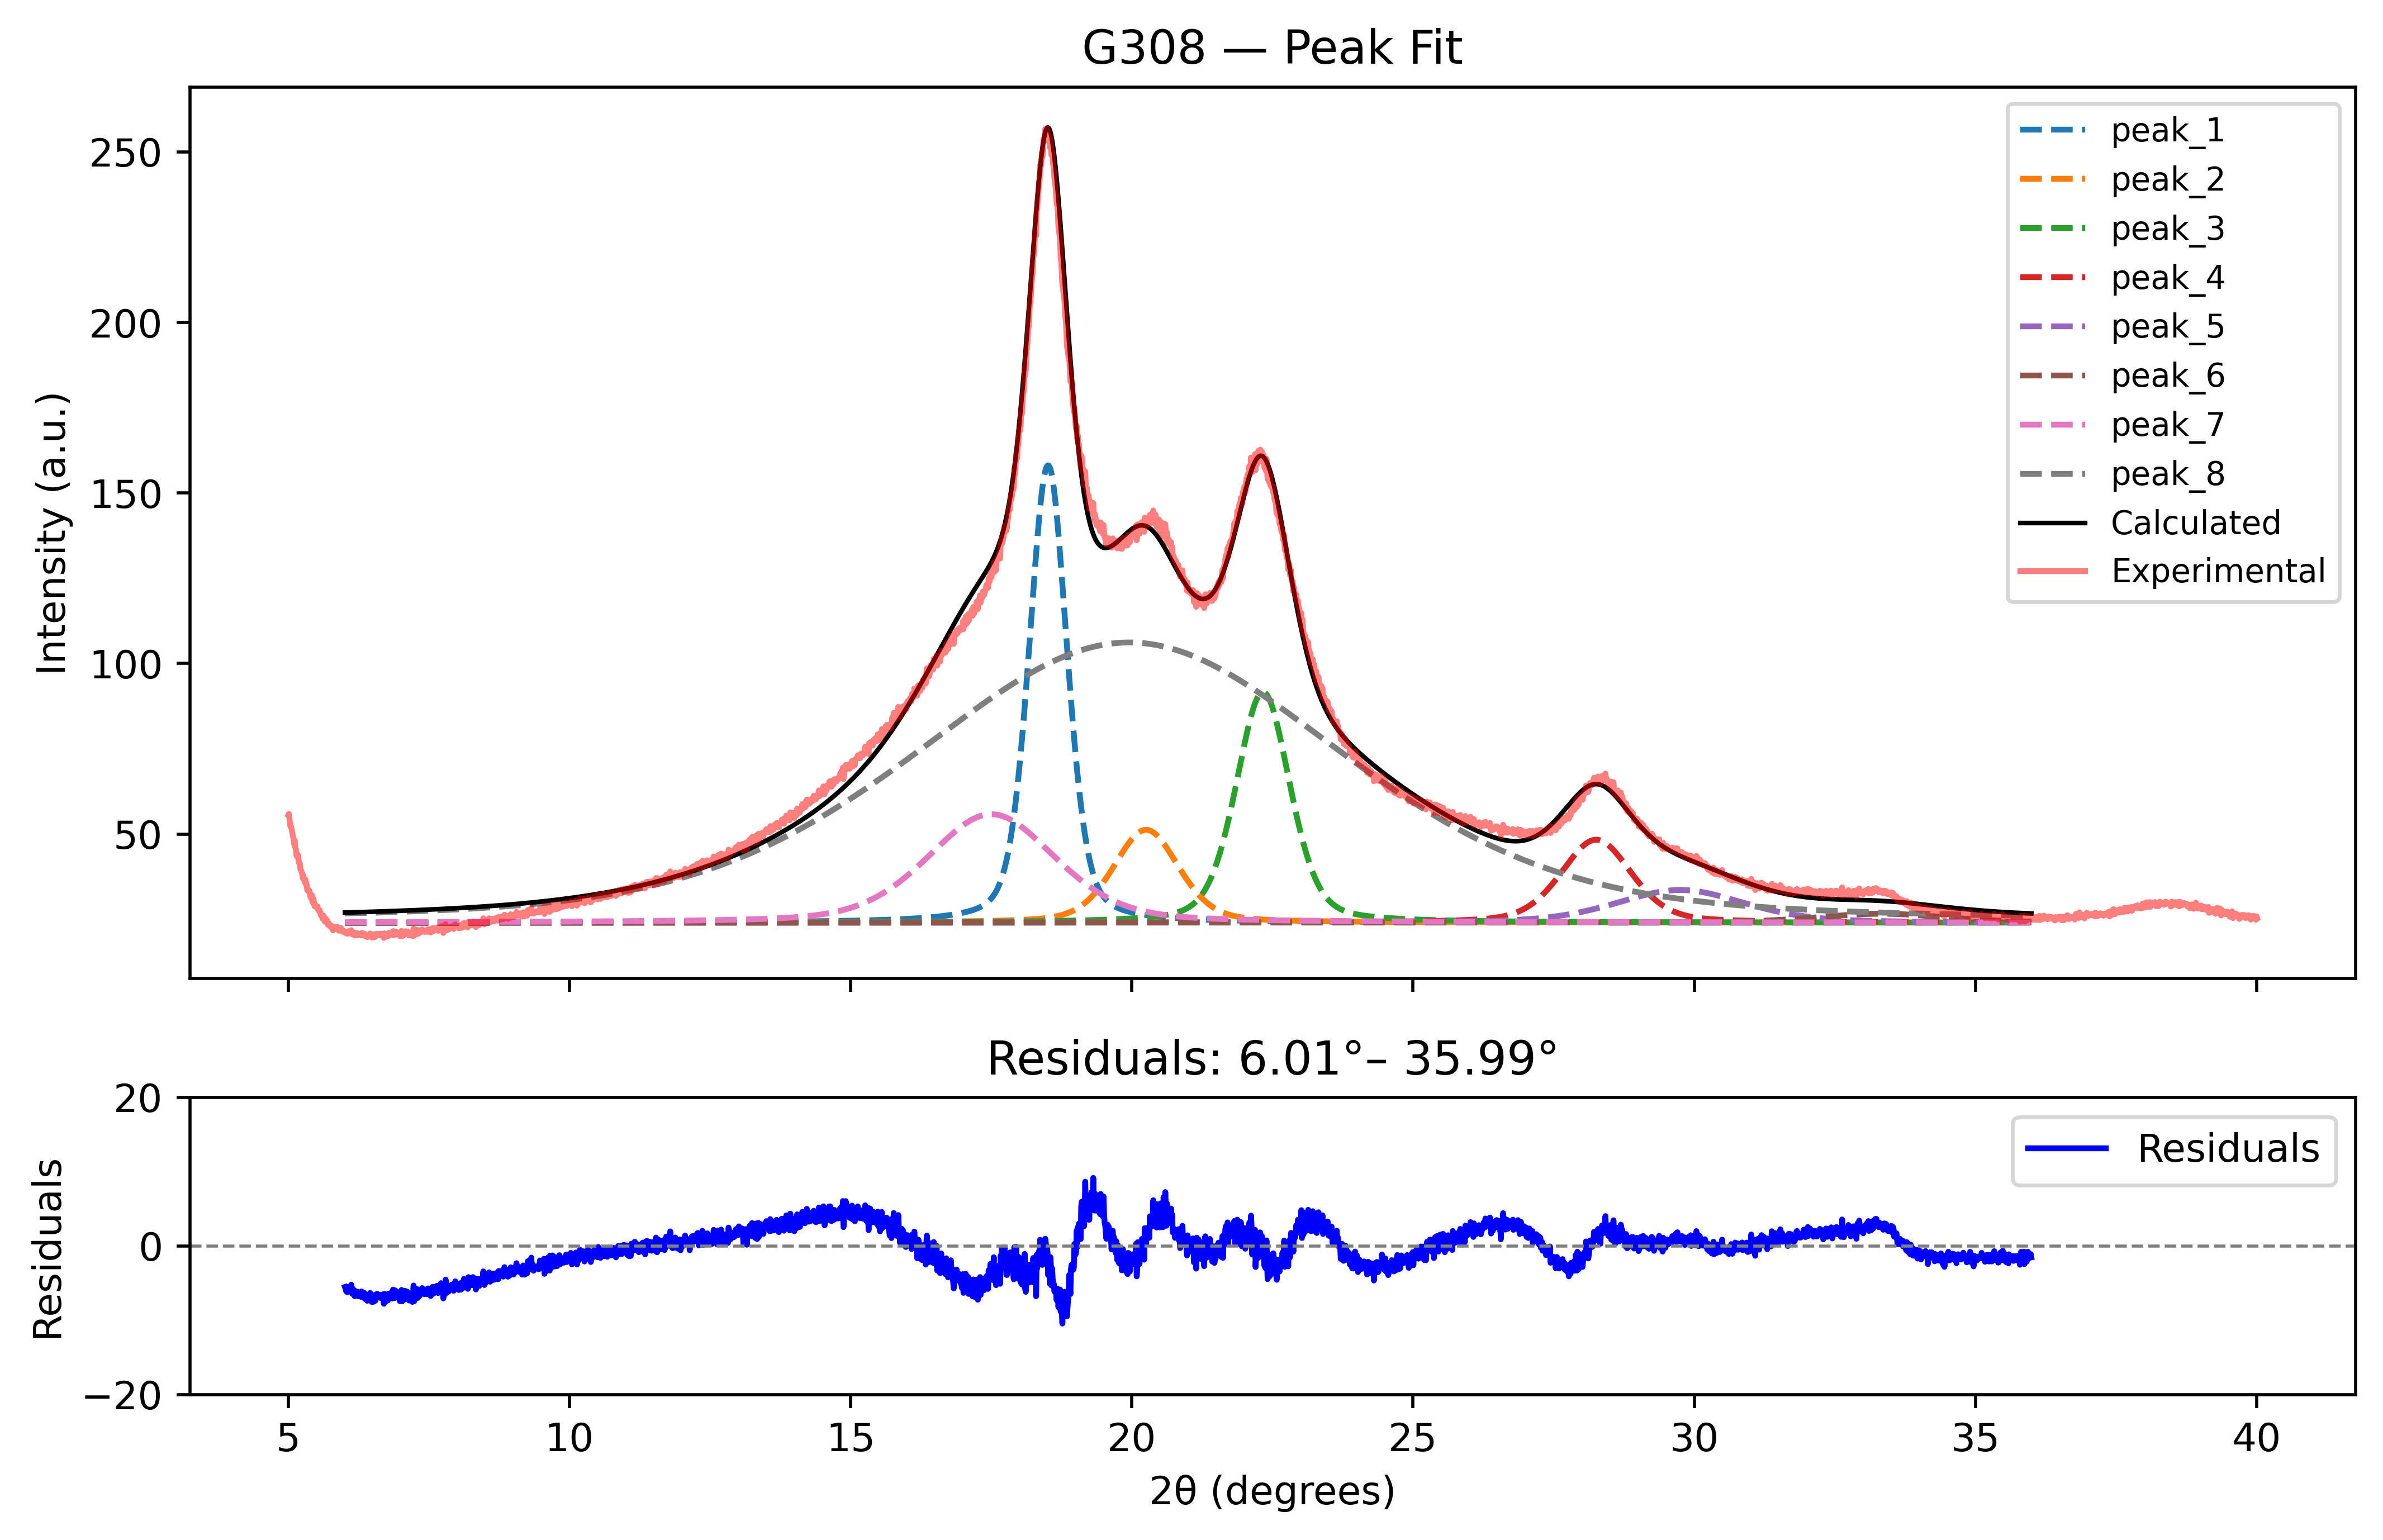 G308 — Peak Fit
Intensity (a.u.)
250
200
150
100
50
peak_1
peak_2
peak_3
peak_4
peak_5
peak_6
peak_7
peak_8
Calculated
Experimental
Residuals: 6.01°– 35.99°
Residuals
20
0
−20
Residuals
5 10 15 20 25 30 35 40
2θ (degrees)